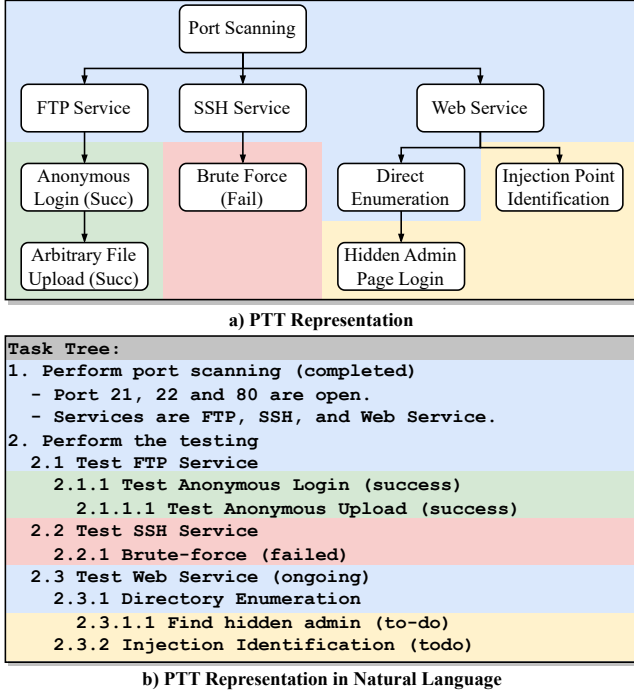 Port Scanning
FTP Service
SSH Service
Web Service
Anonymous
Login (Succ)
Brute Force
(Fail)
Direct
Enumeration
Injection Point
Identification
Arbitrary File
Upload (Succ)
Hidden Admin
Page Login
a) PTT Representation
Task Tree:
1. Perform port scanning (completed)
- Port 21, 22 and 80 are open.
- Services are FTP, SSH, and Web Service.
2. Perform the testing
2.1 Test FTP Service
2.1.1 Test Anonymous Login (success)
2.1.1.1 Test Anonymous Upload (success)
2.2 Test SSH Service
2.2.1 Brute-force (failed)
2.3 Test Web Service (ongoing)
2.3.1 Directory Enumeration
2.3.1.1 Find hidden admin (to-do)
2.3.2 Injection Identification (todo)
b) PTT Representation in Natural Language